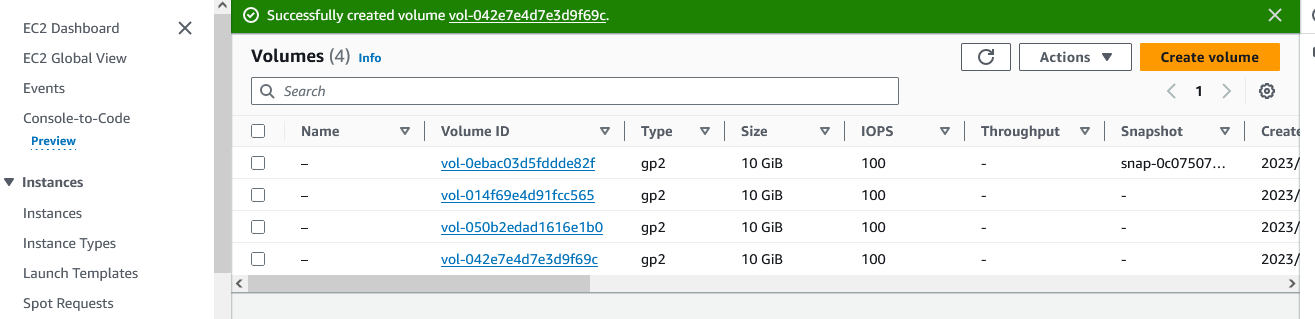 EC2 Dashboard
EC2 Global View
Events
Console-to-Code
Preview
Instances
Instances
Instance Types
Launch Templates
Spot Requests
Successfully created volume vol-042e7e4d7e3d9f69c.
Volumes (4) Info
Actions
Create volume
Search
1
Name Volume ID Type Size IOPS Throughput Snapshot Create
– vol-0ebac03d5fddde82f gp2 10 GiB 100 - snap-0c07507... 2023/
– vol-014f69e4d91fcc565 gp2 10 GiB 100 - - 2023/
– vol-050b2edad1616e1b0 gp2 10 GiB 100 - - 2023/
– vol-042e7e4d7e3d9f69c gp2 10 GiB 100 - - 2023/